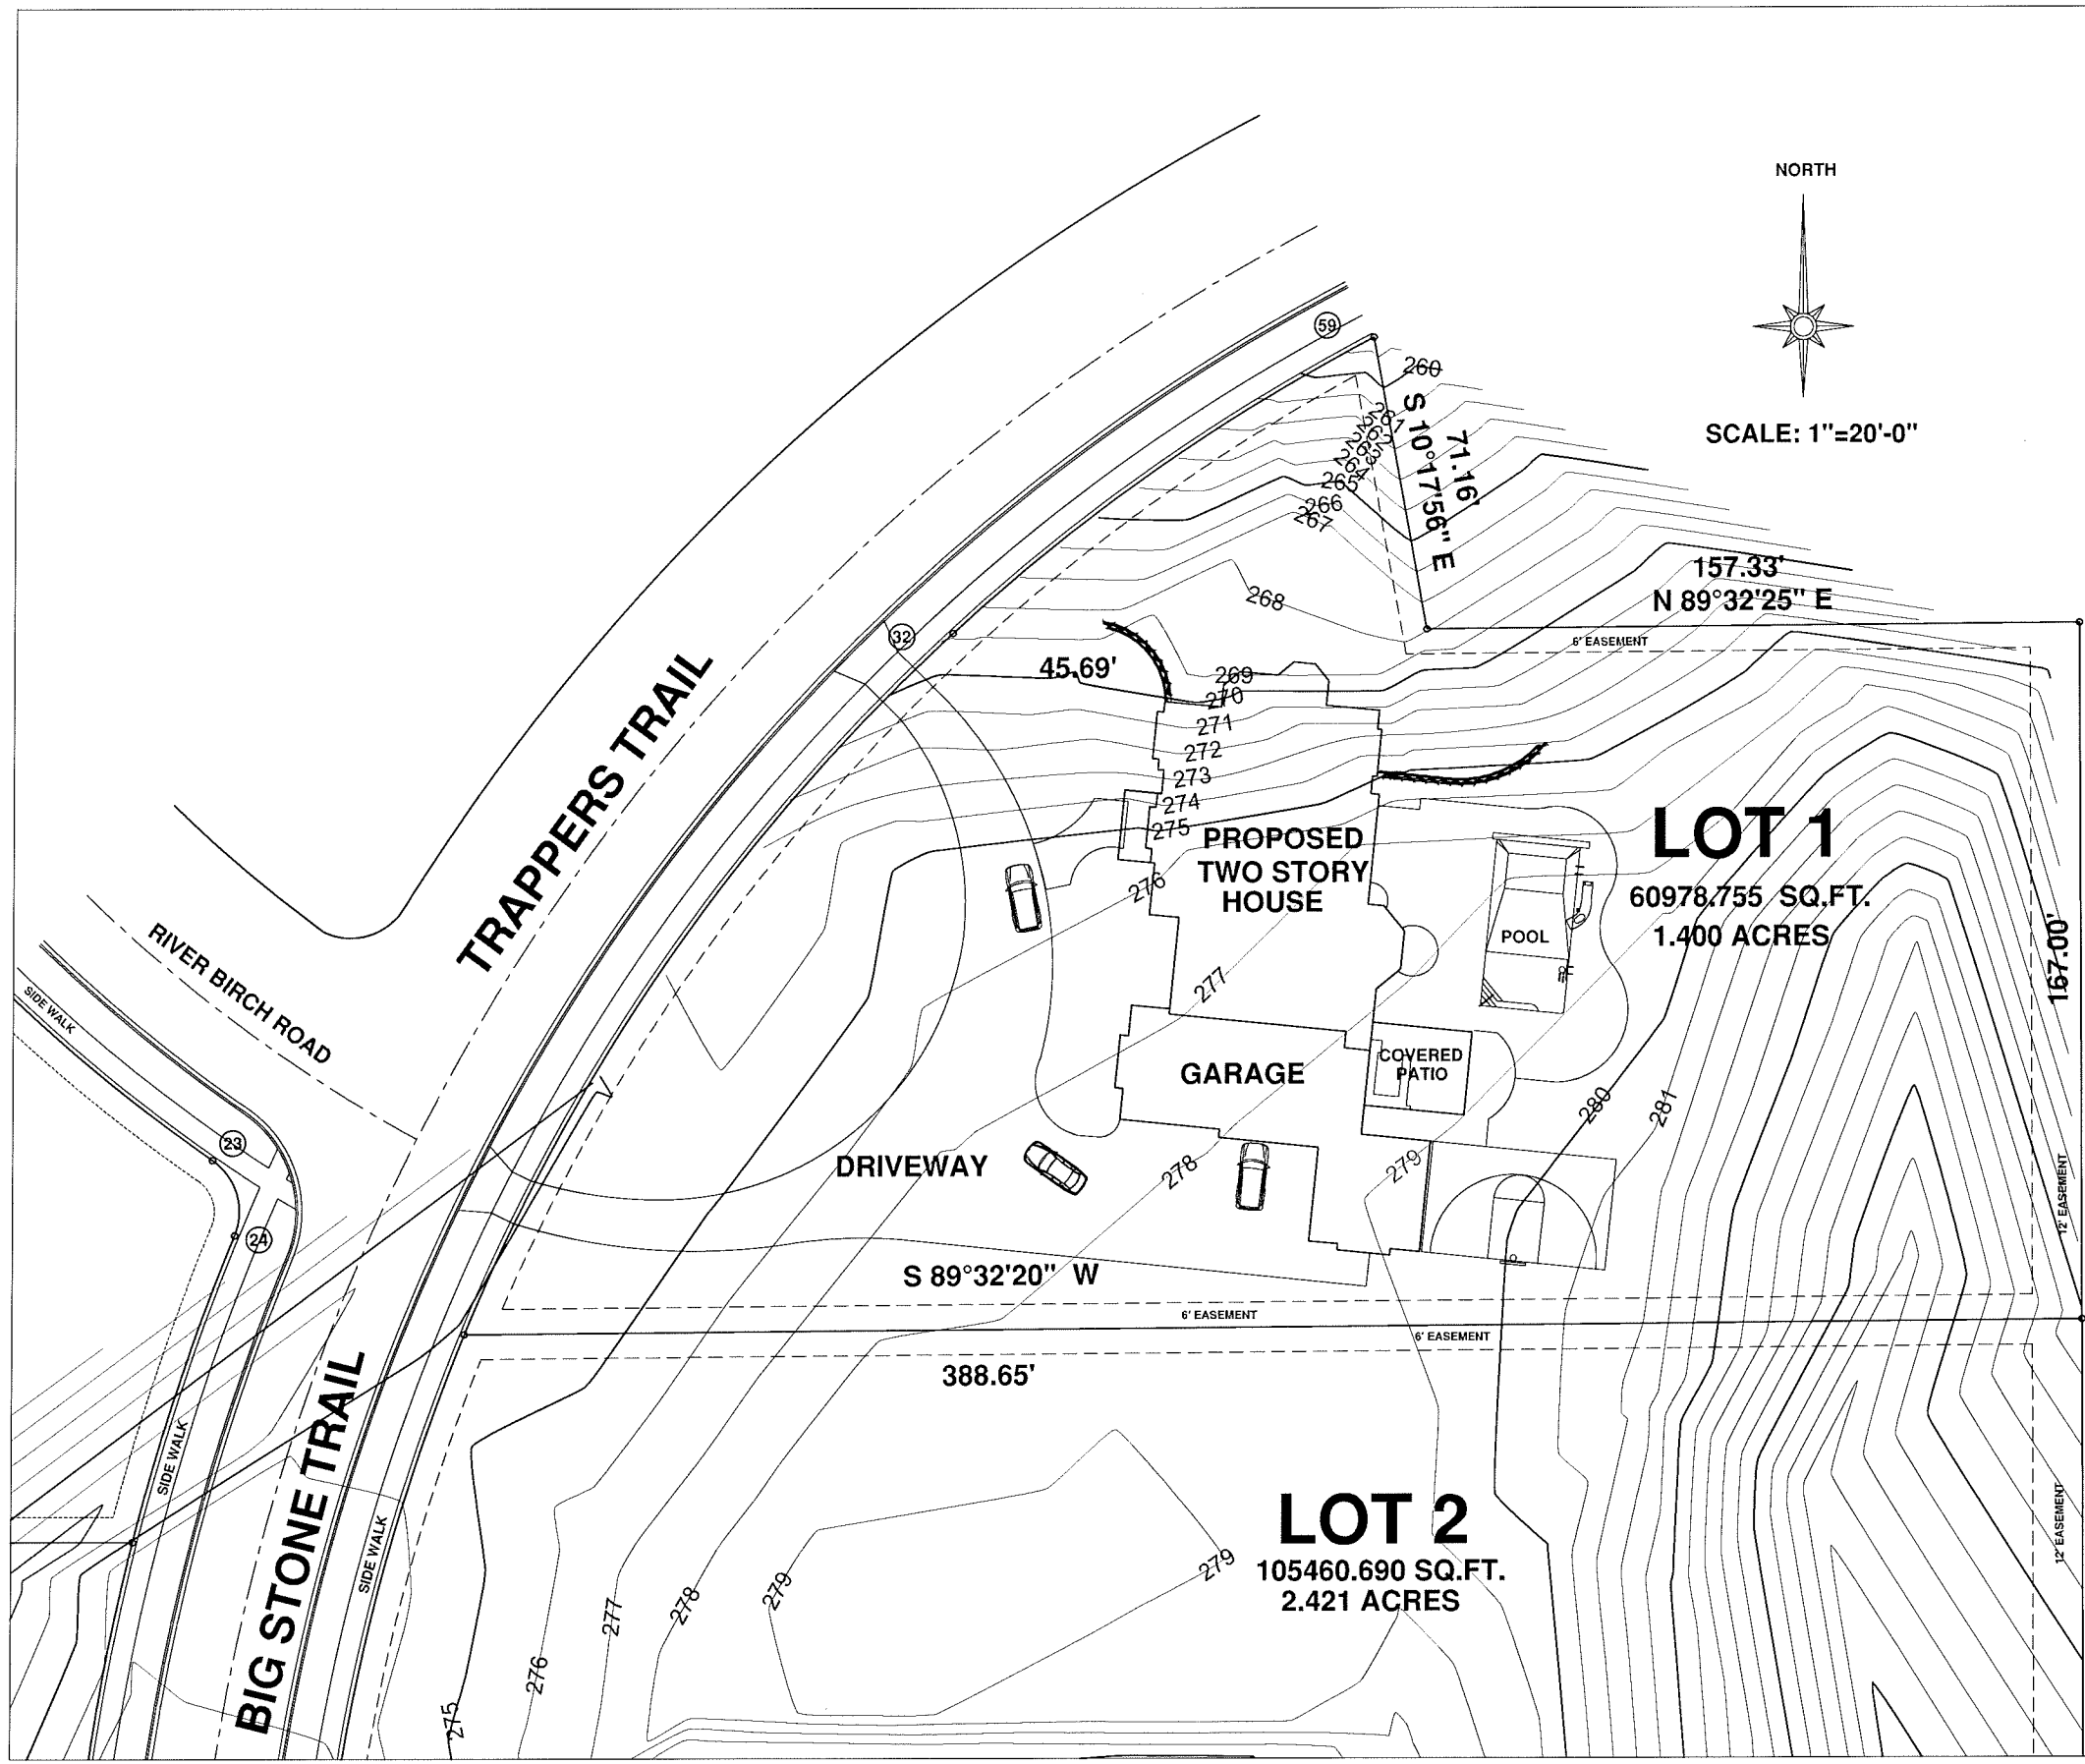 NORTH
SCALE: 1"=20'-0"
59
260
S 10°17'56" E
71.16'
261
262
263
264
265
266
267
268
157.33'
N 89°32'25" E
6' EASEMENT
32
45.69'
269
270
271
272
273
274
275
276
277
278
279
280
281
TRAPPERS TRAIL
PROPOSED
TWO STORY
HOUSE
LOT 1
60978.755 SQ.FT.
1.400 ACRES
POOL
167.00'
RIVER BIRCH ROAD
SIDE WALK
COVERED
PATIO
GARAGE
23
24
DRIVEWAY
12' EASEMENT
S 89°32'20" W
6' EASEMENT
6' EASEMENT
388.65'
BIG STONE TRAIL
SIDE WALK
SIDE WALK
LOT 2
105460.690 SQ.FT.
2.421 ACRES
12' EASEMENT
275
276
277
278
279
279